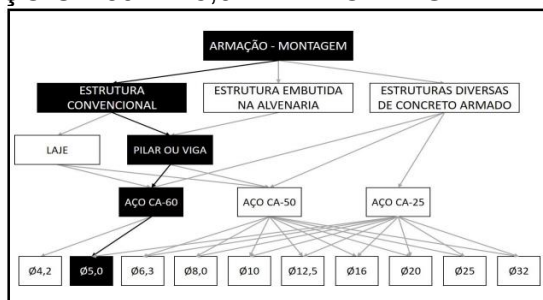 ARMAÇÃO - MONTAGEM
ESTRUTURA
CONVENCIONAL
ESTRUTURA EMBUTIDA
NA ALVENARIA
ESTRUTURAS DIVERSAS
DE CONCRETO ARMADO
LAJE
PILAR OU VIGA
AÇO CA-60
AÇO CA-50
AÇO CA-25
Ø4,2
Ø5,0
Ø6,3
Ø8,0
Ø10
Ø12,5
Ø16
Ø20
Ø25
Ø32